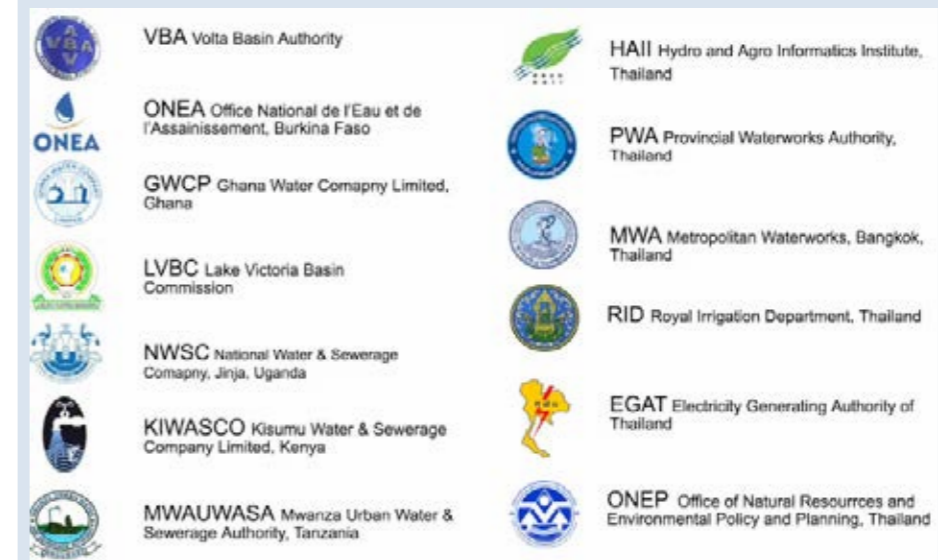 VBA Volta Basin Authority
ONEA Office National de l'Eau et de
l'Assainissement, Burkina Faso
ONEA
GWCP Ghana Water Comapny Limited,
Ghana
LVBC Lake Victoria Basin
Commission
NWSC National Water & Sewerage
Comapny, Jinja, Uganda
KIWASCO Kisumu Water & Sewerage
Company Limited, Kenya
MWAUWASA Mwanza Urban Water &
Sewerage Authority, Tanzania
HAII Hydro and Agro Informatics Institute,
Thailand
PWA Provincial Waterworks Authority,
Thailand
MWA Metropolitan Waterworks, Bangkok,
Thailand
RID Royal Irrigation Department, Thailand
EGAT Electricity Generating Authority of
Thailand
ONEP Office of Natural Resourrces and
Environmental Policy and Planning, Thailand